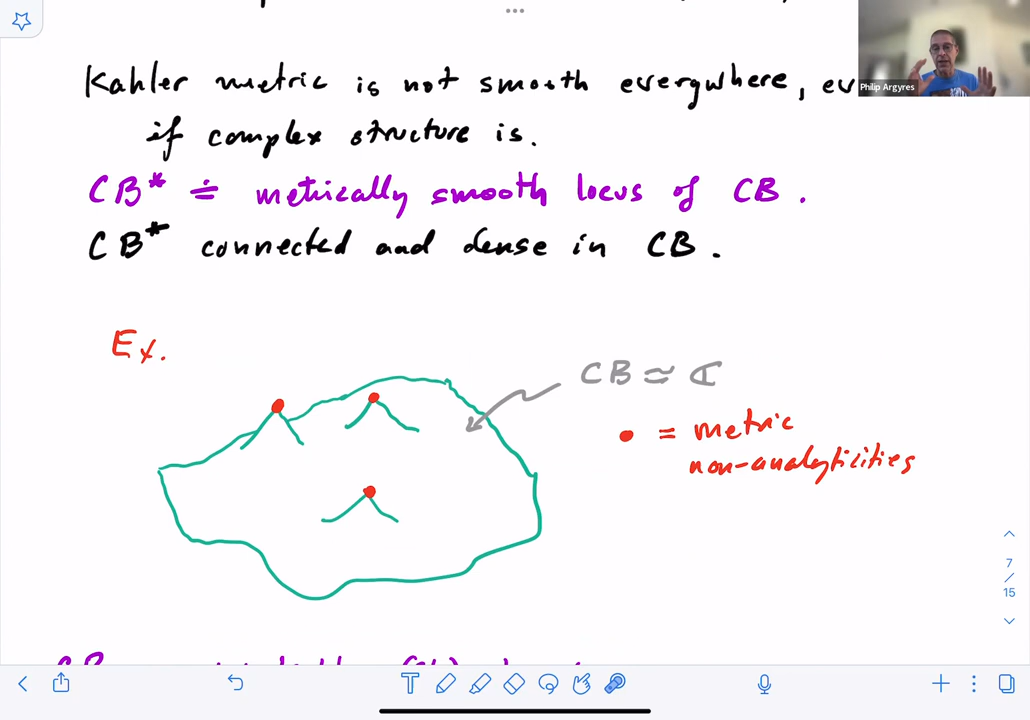 Kahler metric is not smooth everywhere, ev
Philip Argyres
if complex structure is.
CB* ≐ metrically smooth locus of CB.
CB* connected and dense in CB.
Ex.
CB ≃ ℂ
• = metric
non-analyticities
7
/
15
T